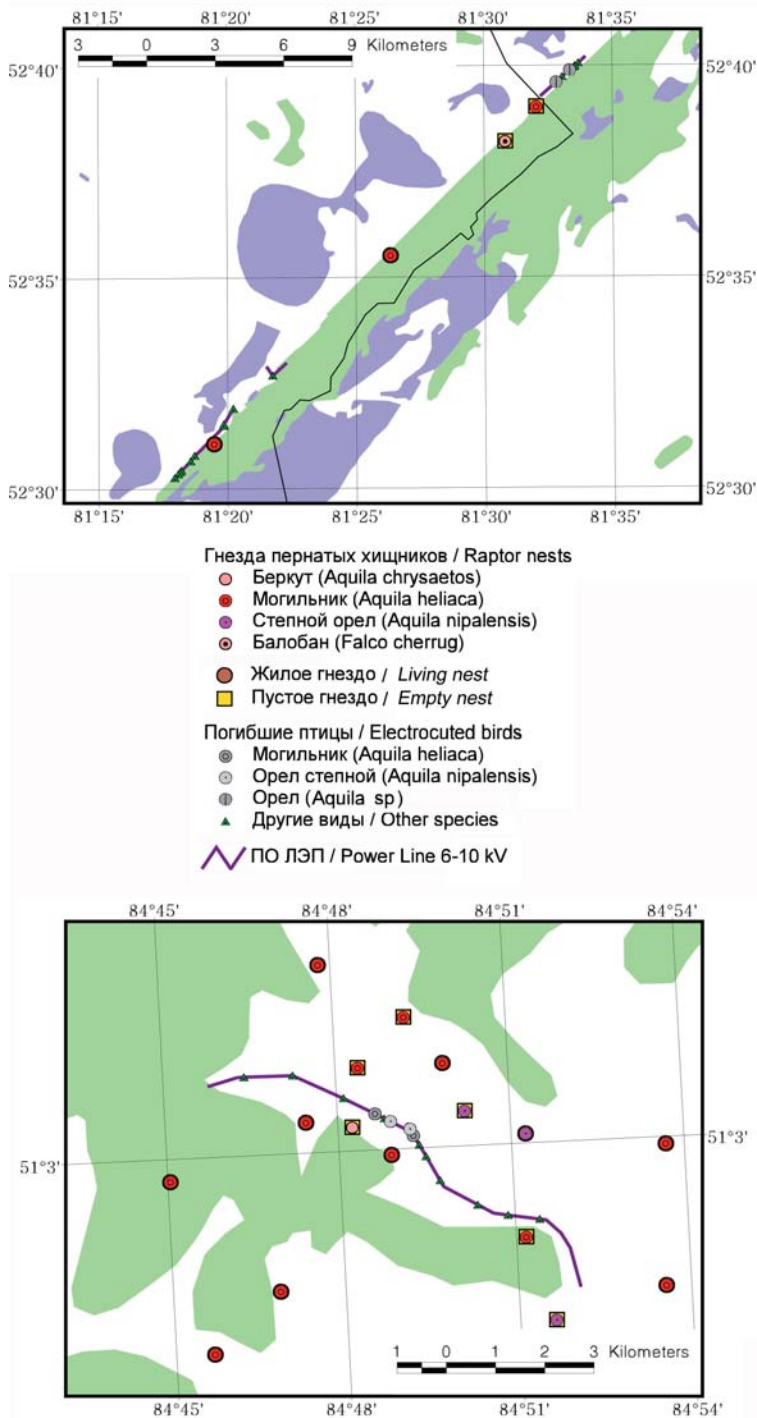 81°15' 81°20' 81°25' 81°30' 81°35'
3 0 3 6 9 Kilometers
52°40' 52°40'
52°35' 52°35'
52°30' 52°30'
81°15' 81°20' 81°25' 81°30' 81°35'
Гнезда пернатых хищников / Raptor nests
Беркут (Aquila chrysaetos)
Могильник (Aquila heliaca)
Степной орел (Aquila nipalensis)
Балобан (Falco cherrug)
Жилое гнездо / Living nest
Пустое гнездо / Empty nest
Погибшие птицы / Electrocuted birds
Могильник (Aquila heliaca)
Орел степной (Aquila nipalensis)
Орел (Aquila sp)
Другие виды / Other species
ПО ЛЭП / Power Line 6-10 kV
84°45' 84°48' 84°51' 84°54'
51°3' 51°3'
1 0 1 2 3 Kilometers
84°45' 84°48' 84°51' 84°54'